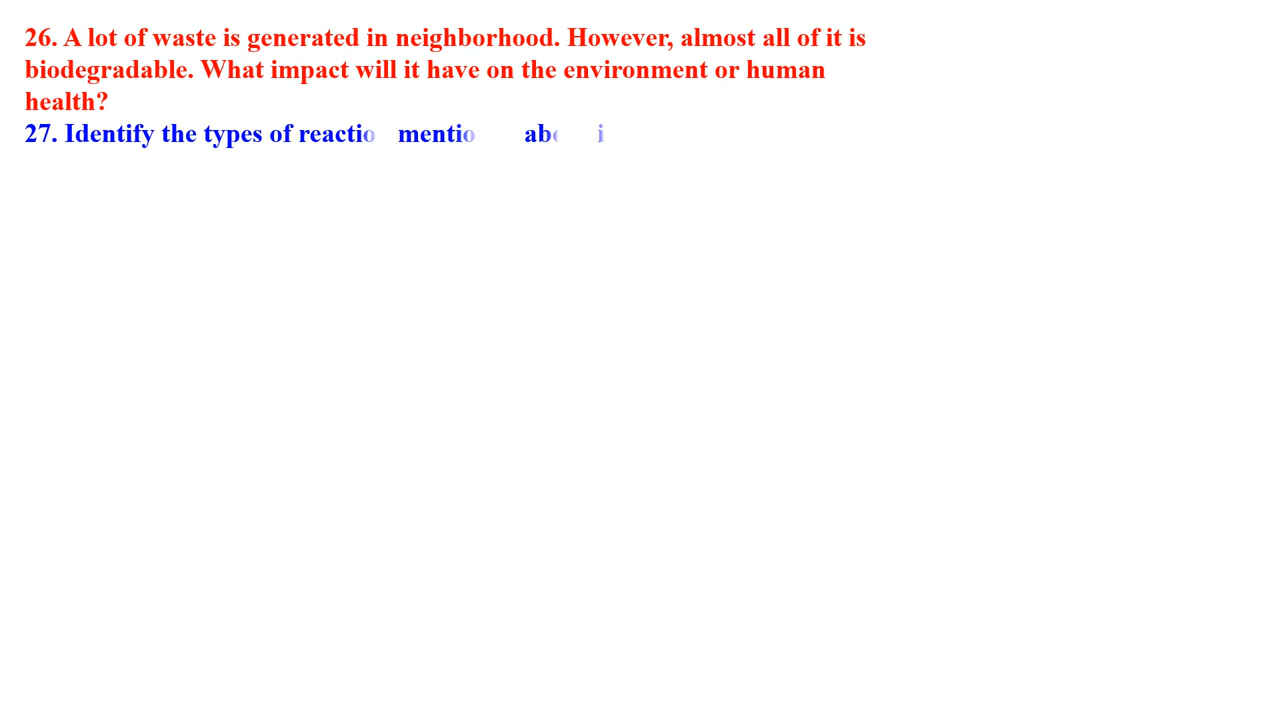 26. A lot of waste is generated in neighborhood. However, almost all of it is
biodegradable. What impact will it have on the environment or human
health?
27. Identify the types of